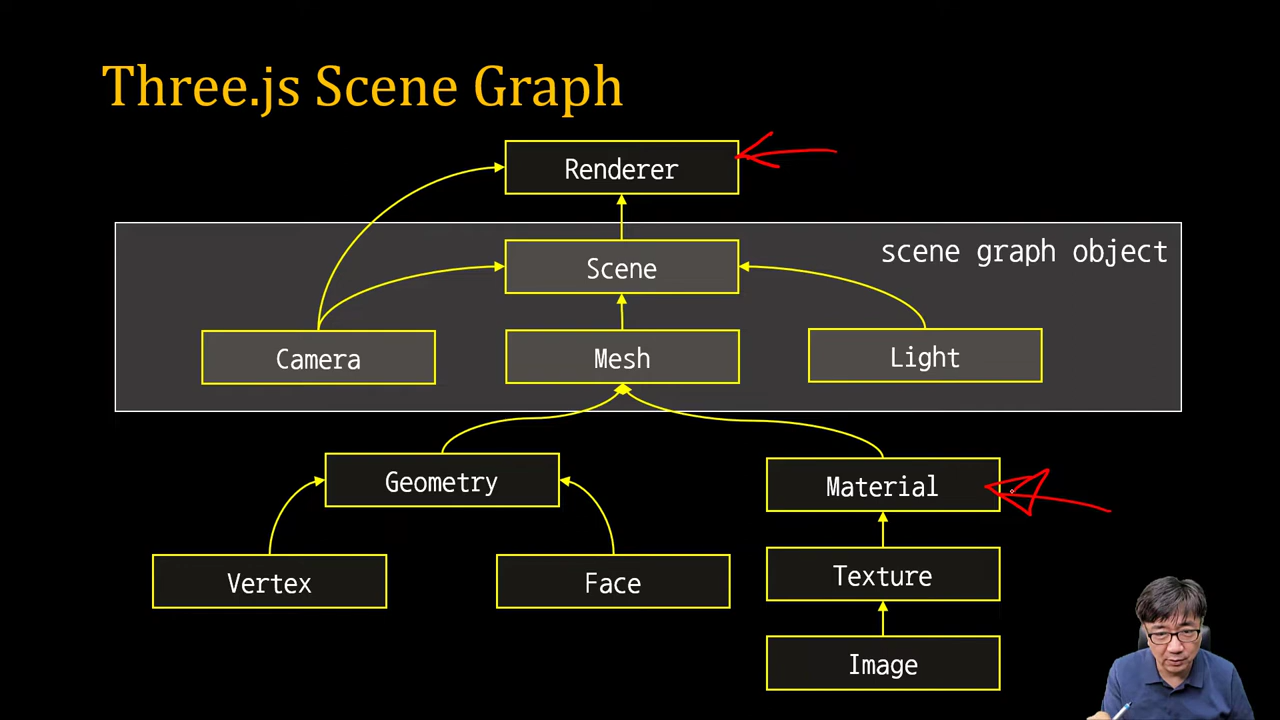 Three.js Scene Graph
Renderer
scene graph object
Scene
Camera
Mesh
Light
Geometry
Material
Vertex
Face
Texture
Image